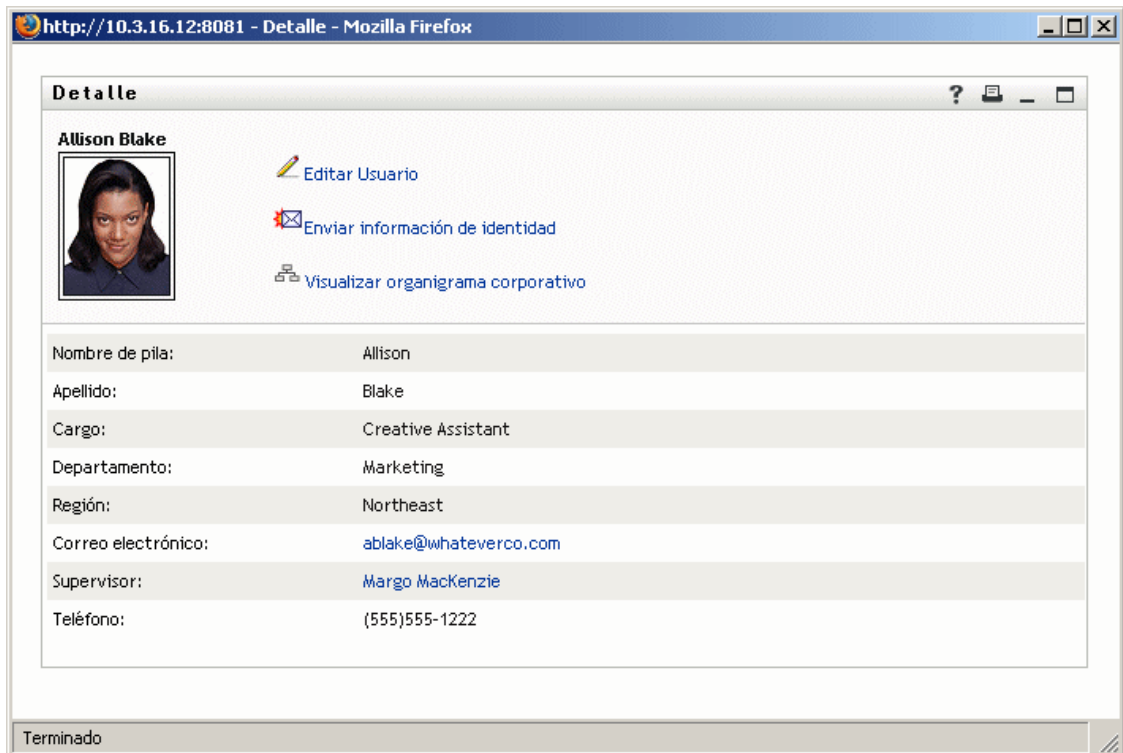 http://10.3.16.12:8081 - Detalle - Mozilla Firefox
Detalle
?
Allison Blake
Editar Usuario
Enviar información de identidad
Visualizar organigrama corporativo
Nombre de pila: Allison
Apellido: Blake
Cargo: Creative Assistant
Departamento: Marketing
Región: Northeast
Correo electrónico: ablake@whateverco.com
Supervisor: Margo MacKenzie
Teléfono: (555)555-1222
Terminado